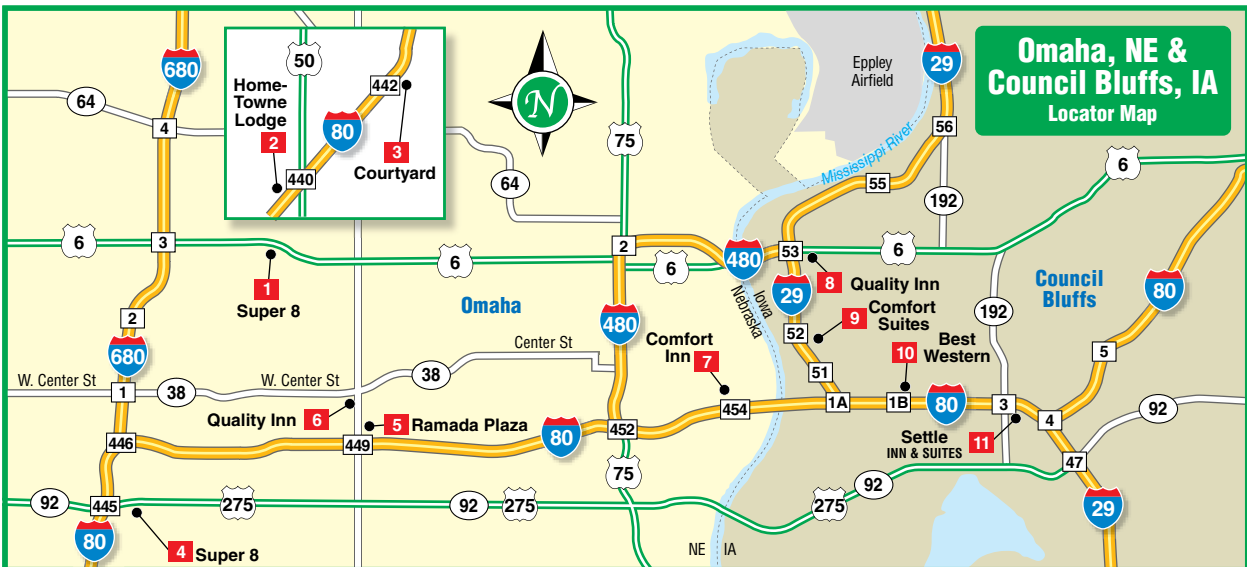 Omaha, NE &
Council Bluffs, IA
Locator Map
680
64
4
50
442
Home-
Towne
Lodge
80
2
3
Courtyard
440
N
75
64
Eppley
Airfield
29
56
Mississippi River
55
192
6
6
3
1
Super 8
6
2
6
480
53
6
8
Quality Inn
Omaha
Iowa
Nebraska
29
9
Comfort
Suites
Council
Bluffs
80
192
2
680
480
52
Center St
Comfort
Inn
7
10
Best
Western
5
51
W. Center St
1
38
W. Center St
38
454
1A
1B
80
3
4
92
Quality Inn
6
5
Ramada Plaza
446
449
80
452
Settle
INN & SUITES
11
47
75
92
445
275
92
275
275
92
29
80
4
Super 8
NE
IA